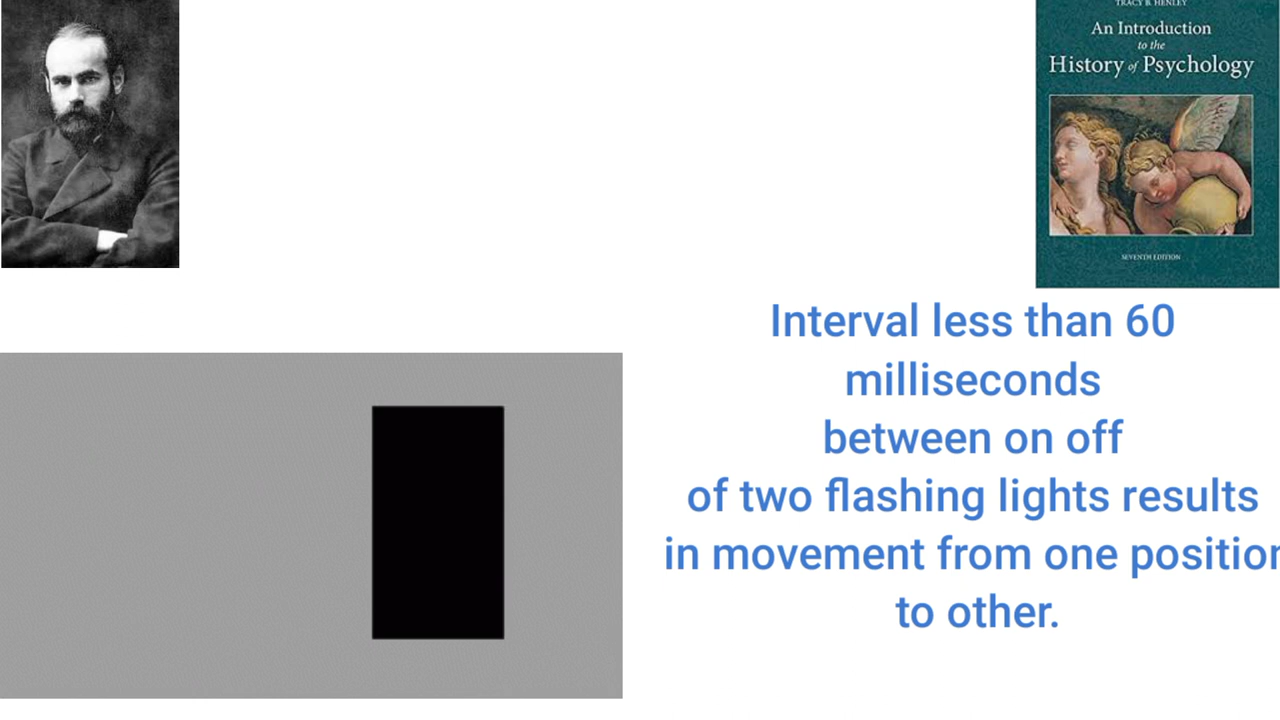 TRACY B. HENLEY
An Introduction
to the
History of Psychology
SEVENTH EDITION
Interval less than 60
milliseconds
between on off
of two flashing lights results
in movement from one position
to other.